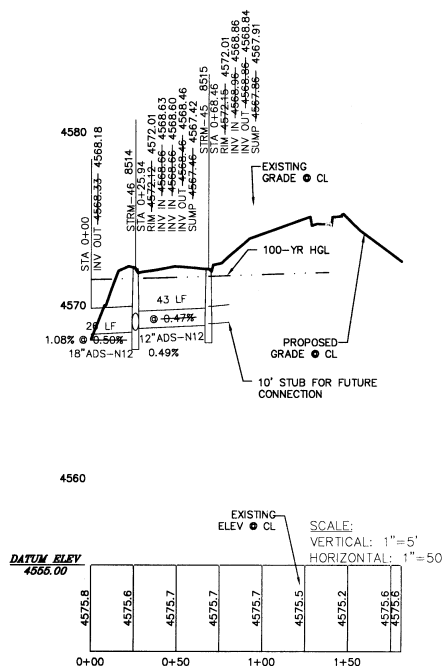 STA 0+00
INV OUT 4568.33 4568.18
STRM-46 8514
STA 0+25.94
RIM 4572.12 4572.01
INV IN 4568.66 4568.63
INV IN 4568.66 4568.60
INV OUT 4568.46 4568.46
SUMP 4567.46 4567.42
STRM-45 8515
STA 0+68.46
RIM 4572.15 4572.01
INV IN 4568.96 4568.86
INV OUT 4568.86 4568.84
SUMP 4567.86 4567.91
4580
EXISTING
GRADE @ CL
100-YR HGL
4570
26 LF
43 LF
1.08% @ 0.50%
@ 0.47%
18"ADS-N12
12"ADS-N12
0.49%
PROPOSED
GRADE @ CL
10' STUB FOR FUTURE
CONNECTION
4560
EXISTING
ELEV @ CL
SCALE:
VERTICAL: 1"=5'
HORIZONTAL: 1"=50
DATUM ELEV
4555.00
4575.8
4575.6
4575.7
4575.7
4575.7
4575.5
4575.2
4575.6
4575.6
0+00
0+50
1+00
1+50